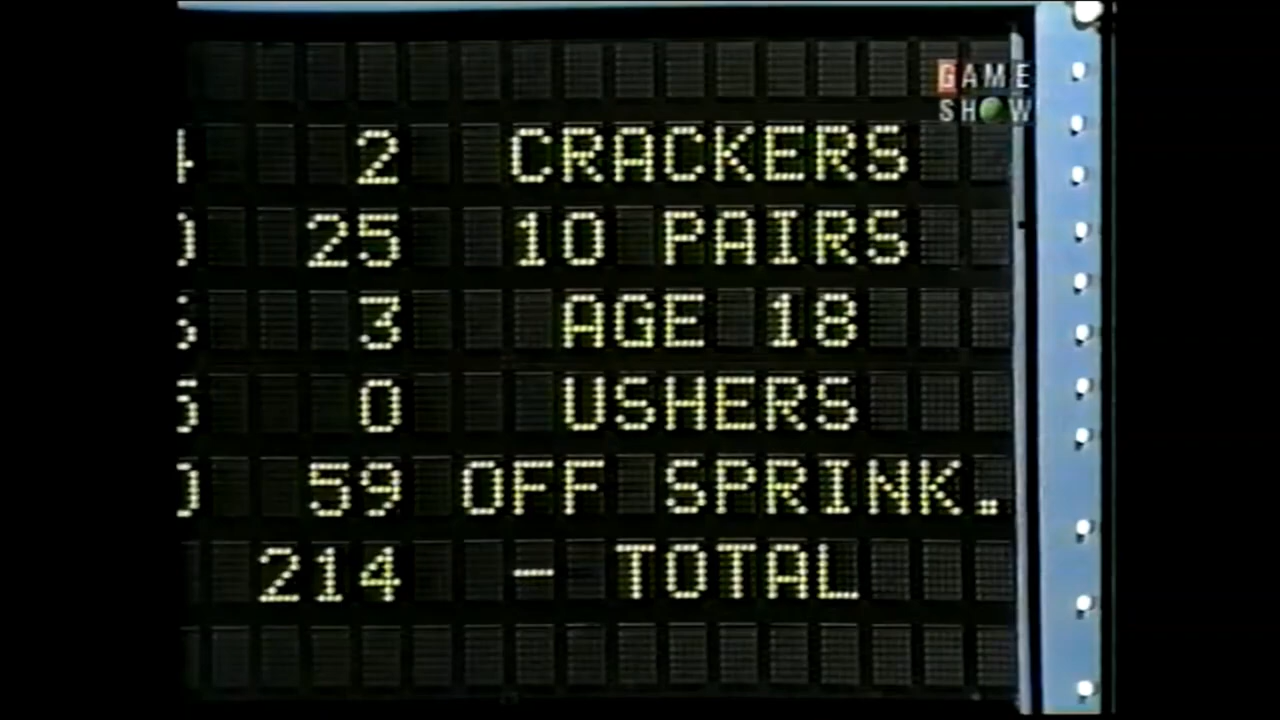 GAME
SHOW
2 CRACKERS
25 10 PAIRS
3 AGE 18
0 USHERS
59 OFF SPRINK.
214 - TOTAL